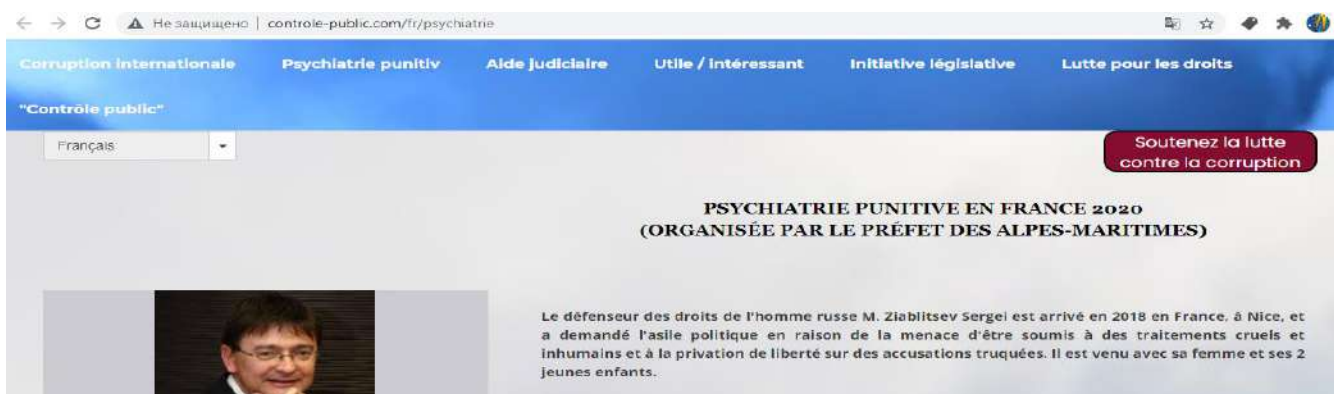 Не защищено | controle-public.com/fr/psychiatrie
Corruption internationale Psychiatrie punitiv Aide judiciaire Utile / Intéressant Initiative législative Lutte pour les droits
"Contrôle public"
Français
Soutenez la lutte
contre la corruption
PSYCHIATRIE PUNITIVE EN FRANCE 2020
(ORGANISÉE PAR LE PRÉFET DES ALPES-MARITIMES)
Le défenseur des droits de l'homme russe M. Ziablitsev Sergei est arrivé en 2018 en France, à Nice, et
a demandé l'asile politique en raison de la menace d'être soumis à des traitements cruels et
inhumains et à la privation de liberté sur des accusations truquées. Il est venu avec sa femme et ses 2
jeunes enfants.